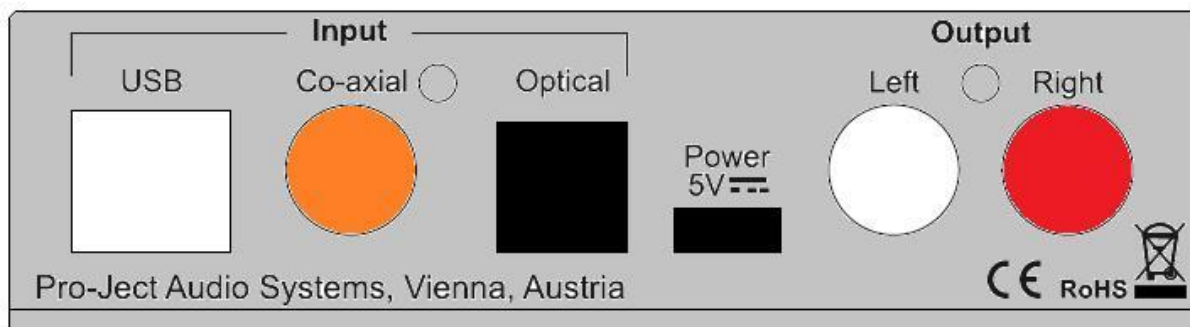 Input
Output
USB
Co-axial
Optical
Left
Right
Power
5V
Pro-Ject Audio Systems, Vienna, Austria
CE RoHS